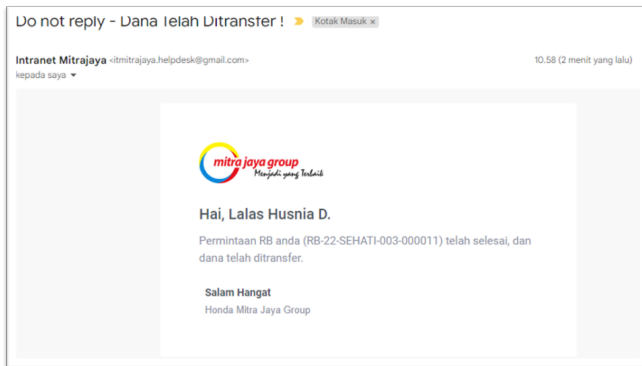 Do not reply - Dana Telah Ditransfer ! Kotak Masuk ×
Intranet Mitrajaya <itmitrajaya.helpdesk@gmail.com> 10.58 (2 menit yang lalu)
kepada saya
mitra jaya group
Menjadi yang Terbaik
Hai, Lalas Husnia D.
Permintaan RB anda (RB-22-SEHATI-003-000011) telah selesai, dan
dana telah ditransfer.
Salam Hangat
Honda Mitra Jaya Group